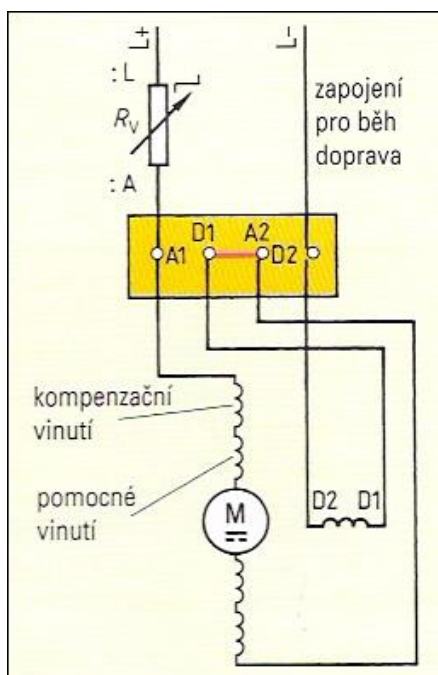 L+
L-
: L
R_V
: A
zapojení
pro běh
doprava
D1 A2
A1 D2
kompenzační
vinutí
pomocné
vinutí
M
D2 D1